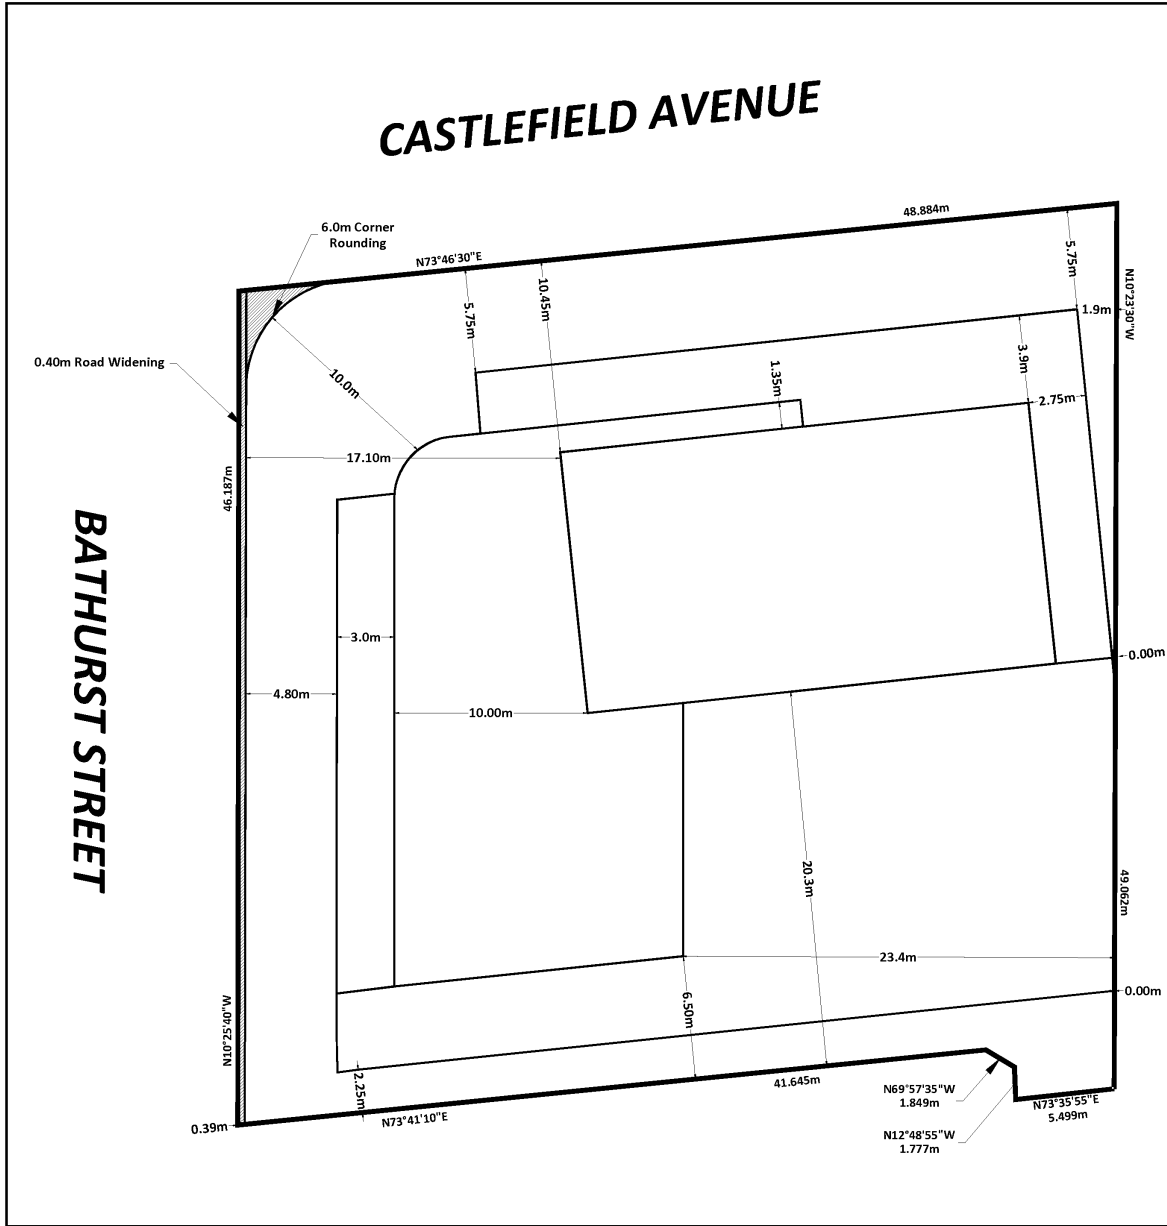 CASTLEFIELD AVENUE
48.884m
6.0m Corner
Rounding
N73°46'30"E
5.75m
10.45m
5.75m
N10°23'30"W
1.9m
0.40m Road Widening
10.0m
1.35m
3.9m
2.75m
17.10m
46.187m
BATHURST STREET
3.0m
0.00m
4.80m
10.00m
20.3m
49.062m
23.4m
0.00m
6.50m
N10°25'40"W
2.25m
41.645m
N69°57'35"W
1.849m
N73°35'55"E
5.499m
0.39m
N73°41'10"E
N12°48'55"W
1.777m